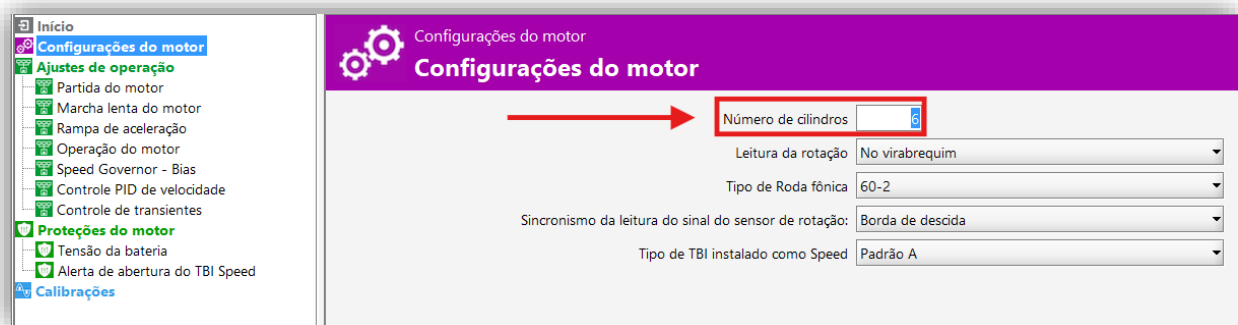 Início
Configurações do motor
Ajustes de operação
Partida do motor
Marcha lenta do motor
Rampa de aceleração
Operação do motor
Speed Governor - Bias
Controle PID de velocidade
Controle de transientes
Proteções do motor
Tensão da bateria
Alerta de abertura do TBI Speed
Calibrações
Configurações do motor
Configurações do motor
Número de cilindros 6
Leitura da rotação No virabrequim
Tipo de Roda fônica 60-2
Sincronismo da leitura do sinal do sensor de rotação: Borda de descida
Tipo de TBI instalado como Speed Padrão A